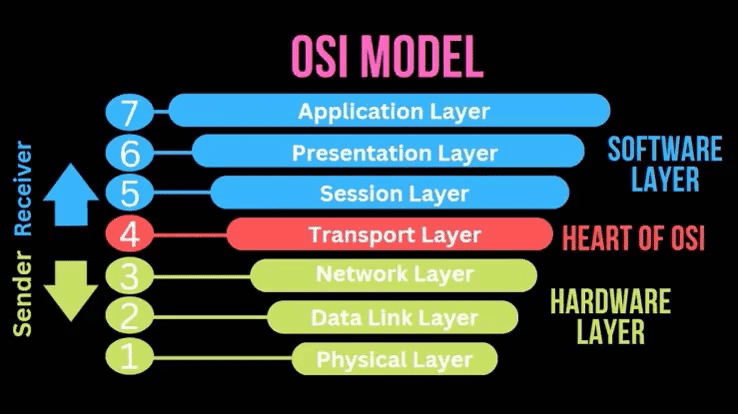 OSI MODEL
7 Application Layer
6 Presentation Layer
5 Session Layer
4 Transport Layer
3 Network Layer
2 Data Link Layer
1 Physical Layer
SOFTWARE
LAYER
HEART OF OSI
HARDWARE
LAYER
Receiver
Sender